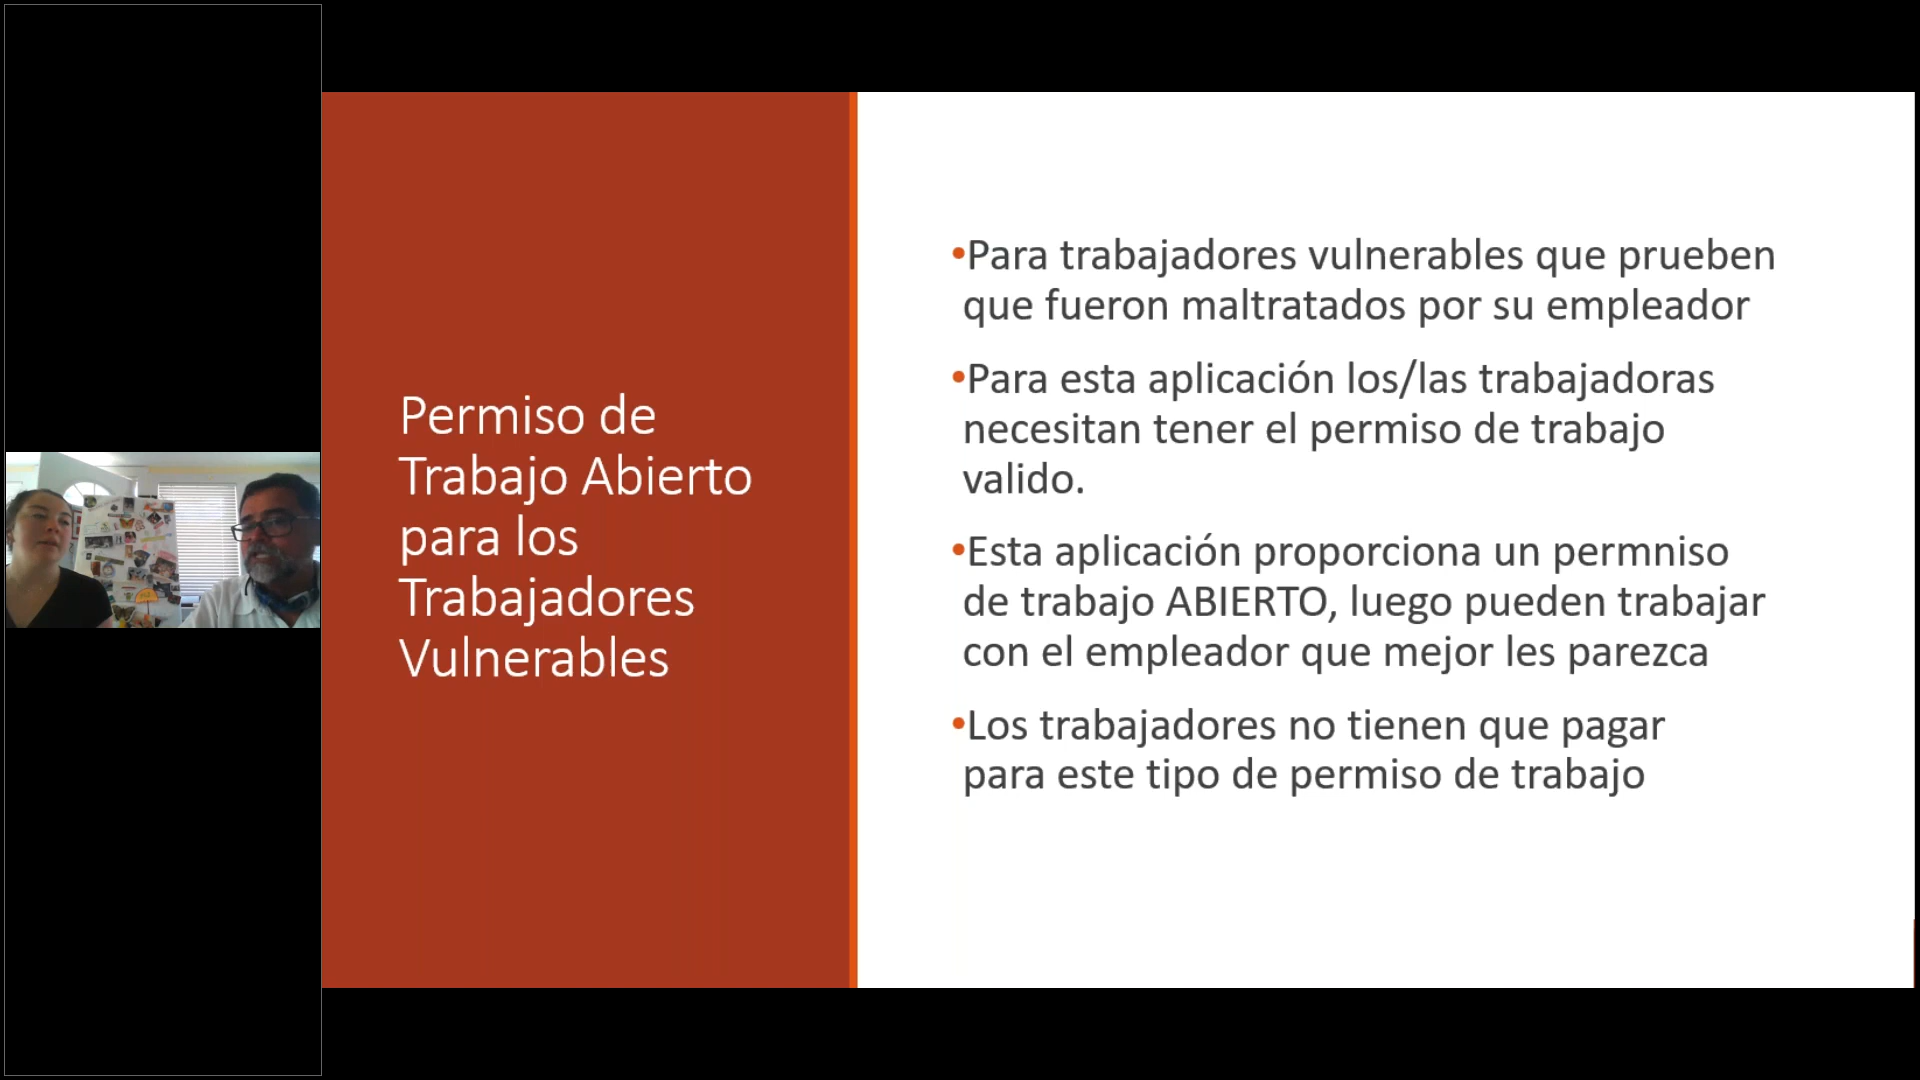 Permiso de
Trabajo Abierto
para los
Trabajadores
Vulnerables
•Para trabajadores vulnerables que prueben
que fueron maltratados por su empleador
•Para esta aplicación los/las trabajadoras
necesitan tener el permiso de trabajo
valido.
•Esta aplicación proporciona un permniso
de trabajo ABIERTO, luego pueden trabajar
con el empleador que mejor les parezca
•Los trabajadores no tienen que pagar
para este tipo de permiso de trabajo